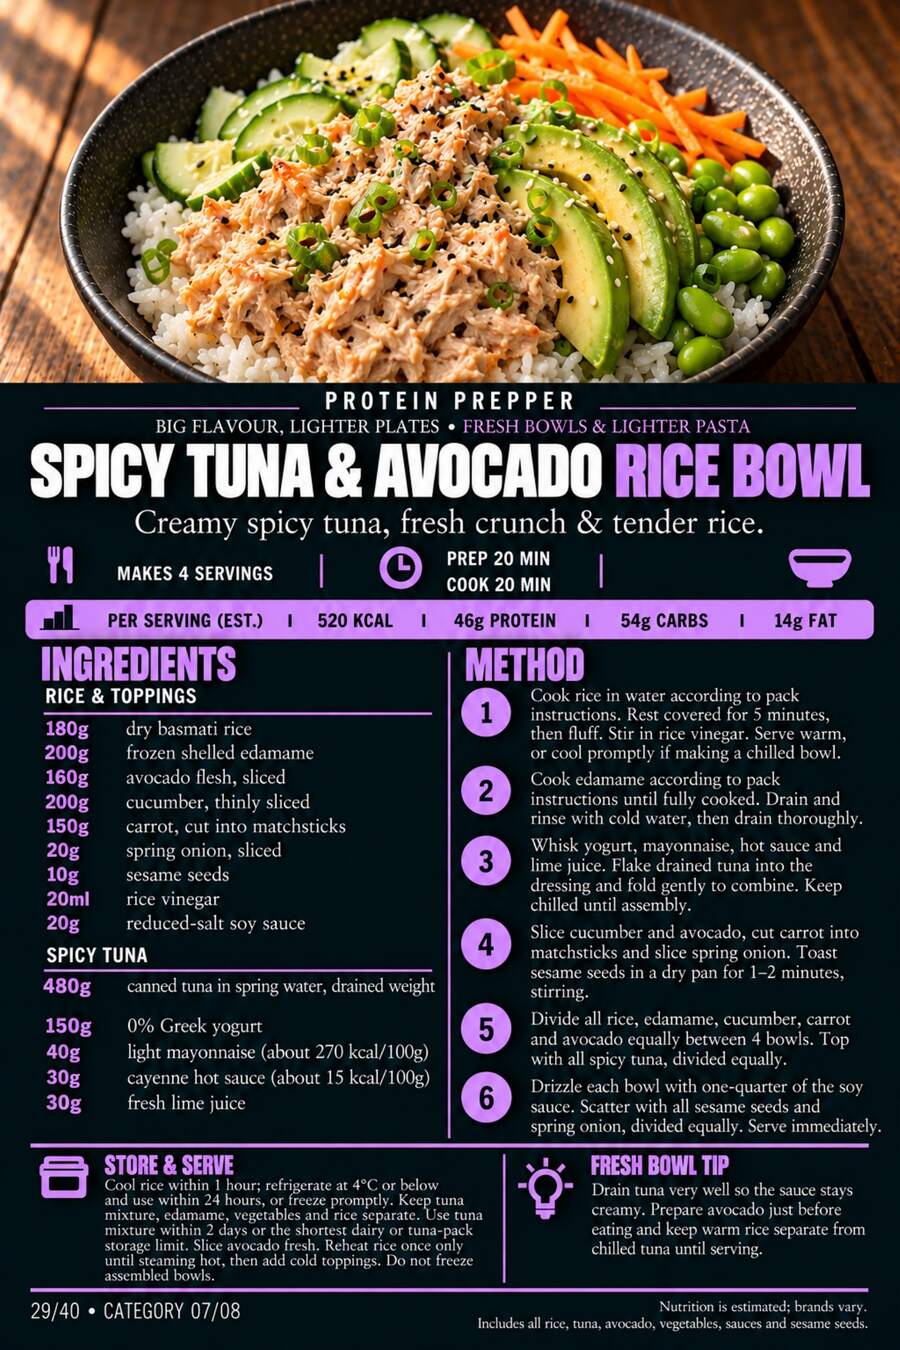 PROTEIN PREPPER
BIG FLAVOUR, LIGHTER PLATES • FRESH BOWLS & LIGHTER PASTA
SPICY TUNA & AVOCADO RICE BOWL
Creamy spicy tuna, fresh crunch & tender rice.
MAKES 4 SERVINGS
PREP 20 MIN
COOK 20 MIN
PER SERVING (EST.) | 520 KCAL | 46g PROTEIN | 54g CARBS | 14g FAT
INGREDIENTS
RICE & TOPPINGS
180g dry basmati rice
200g frozen shelled edamame
160g avocado flesh, sliced
200g cucumber, thinly sliced
150g carrot, cut into matchsticks
20g spring onion, sliced
10g sesame seeds
20ml rice vinegar
20g reduced-salt soy sauce
SPICY TUNA
480g canned tuna in spring water, drained weight
150g 0% Greek yogurt
40g light mayonnaise (about 270 kcal/100g)
30g cayenne hot sauce (about 15 kcal/100g)
30g fresh lime juice
METHOD
1 Cook rice in water according to pack
instructions. Rest covered for 5 minutes,
then fluff. Stir in rice vinegar. Serve warm,
or cool promptly if making a chilled bowl.
2 Cook edamame according to pack
instructions until fully cooked. Drain and
rinse with cold water, then drain thoroughly.
3 Whisk yogurt, mayonnaise, hot sauce and
lime juice. Flake drained tuna into the
dressing and fold gently to combine. Keep
chilled until assembly.
4 Slice cucumber and avocado, cut carrot into
matchsticks and slice spring onion. Toast
sesame seeds in a dry pan for 1–2 minutes,
stirring.
5 Divide all rice, edamame, cucumber, carrot
and avocado equally between 4 bowls. Top
with all spicy tuna, divided equally.
6 Drizzle each bowl with one-quarter of the soy
sauce. Scatter with all sesame seeds and
spring onion, divided equally. Serve immediately.
STORE & SERVE
Cool rice within 1 hour; refrigerate at 4°C or below
and use within 24 hours, or freeze promptly. Keep tuna
mixture, edamame, vegetables and rice separate. Use tuna
mixture within 2 days or the shortest dairy or tuna-pack
storage limit. Slice avocado fresh. Reheat rice once only
until steaming hot, then add cold toppings. Do not freeze
assembled bowls.
FRESH BOWL TIP
Drain tuna very well so the sauce stays
creamy. Prepare avocado just before
eating and keep warm rice separate from
chilled tuna until serving.
29/40 • CATEGORY 07/08
Nutrition is estimated; brands vary.
Includes all rice, tuna, avocado, vegetables, sauces and sesame seeds.